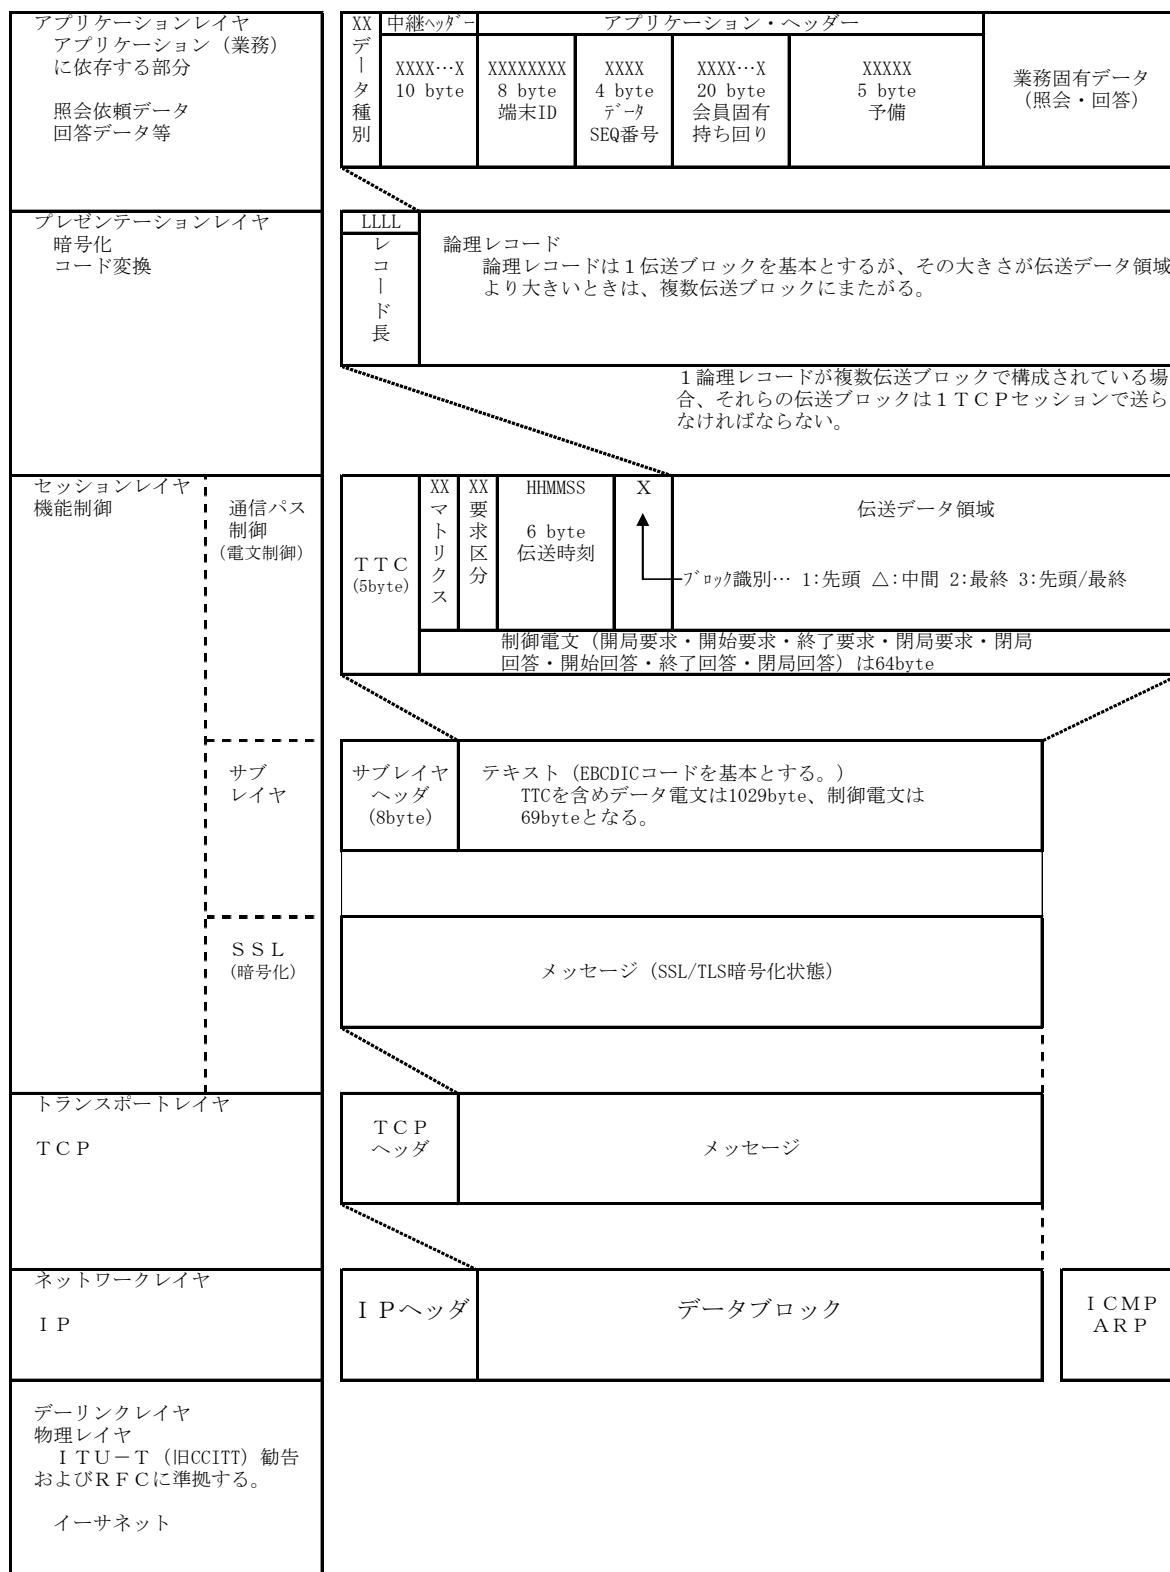 アプリケーションレイヤ
アプリケーション（業務）
に依存する部分
照会依頼データ
回答データ等
XX
データ種別
中継ﾍｯﾀﾞｰ
XXXX…X
10 byte
アプリケーション・ヘッダー
XXXXXXXX
8 byte
端末ID
XXXX
4 byte
ﾃﾞｰﾀ
SEQ番号
XXXX…X
20 byte
会員固有
持ち回り
XXXXX
5 byte
予備
業務固有データ
（照会・回答）
プレゼンテーションレイヤ
暗号化
コード変換
LLLL
レコード長
論理レコード
論理レコードは１伝送ブロックを基本とするが、その大きさが伝送データ領域
より大きいときは、複数伝送ブロックにまたがる。
１論理レコードが複数伝送ブロックで構成されている場
合、それらの伝送ブロックは１ＴＣＰセッションで送ら
なければならない。
セッションレイヤ
機能制御
通信パス
制御
(電文制御)
ＴＴＣ
(5byte)
XX
マトリクス
XX
要求区分
HHMMSS
6 byte
伝送時刻
X
伝送データ領域
ﾌﾞﾛｯｸ識別… 1:先頭 △:中間 2:最終 3:先頭/最終
制御電文（開局要求・開始要求・終了要求・閉局要求・閉局
回答・開始回答・終了回答・閉局回答）は64byte
サブ
レイヤ
サブレイヤ
ヘッダ
(8byte)
テキスト（EBCDICコードを基本とする。）
TTCを含めデータ電文は1029byte、制御電文は
69byteとなる。
ＳＳＬ
(暗号化)
メッセージ（SSL/TLS暗号化状態）
トランスポートレイヤ
ＴＣＰ
ＴＣＰ
ヘッダ
メッセージ
ネットワークレイヤ
ＩＰ
ＩＰヘッダ
データブロック
ＩＣＭＰ
ＡＲＰ
デーリンクレイヤ
物理レイヤ
ＩＴＵ－Ｔ（旧CCITT）勧告
およびＲＦＣに準拠する。
イーサネット